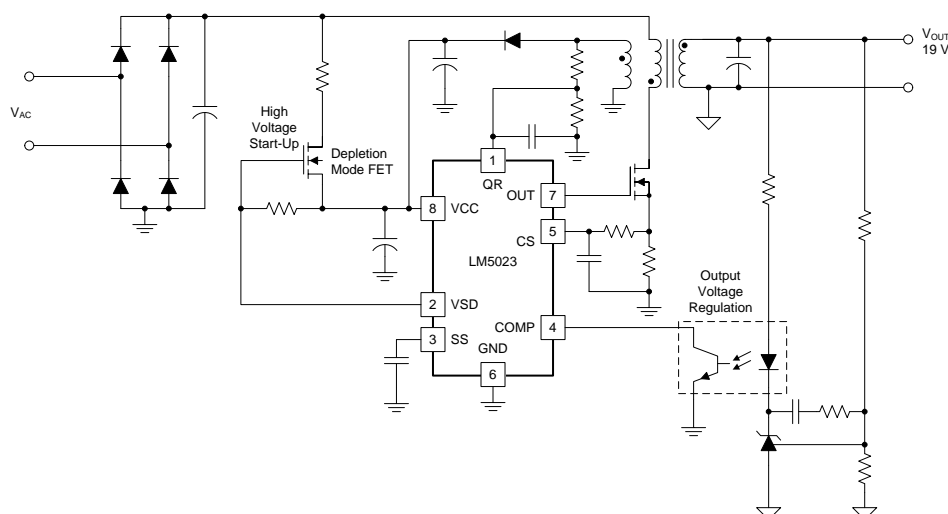 VOUT
19 V
VAC
High
Voltage
Start-Up
Depletion
Mode FET
1
QR
OUT
7
8
VCC
5
CS
LM5023
Output
Voltage
Regulation
2
VSD
COMP
4
3
SS
GND
6